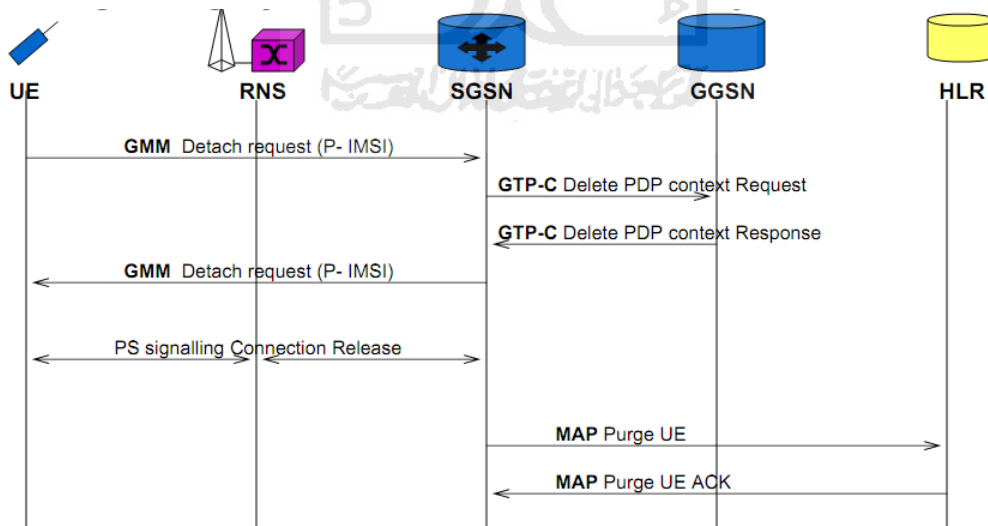 UE RNS SGSN GGSN HLR
GMM Detach request (P- IMSI)
GTP-C Delete PDP context Request
GTP-C Delete PDP context Response
GMM Detach request (P- IMSI)
PS signalling Connection Release
MAP Purge UE
MAP Purge UE ACK